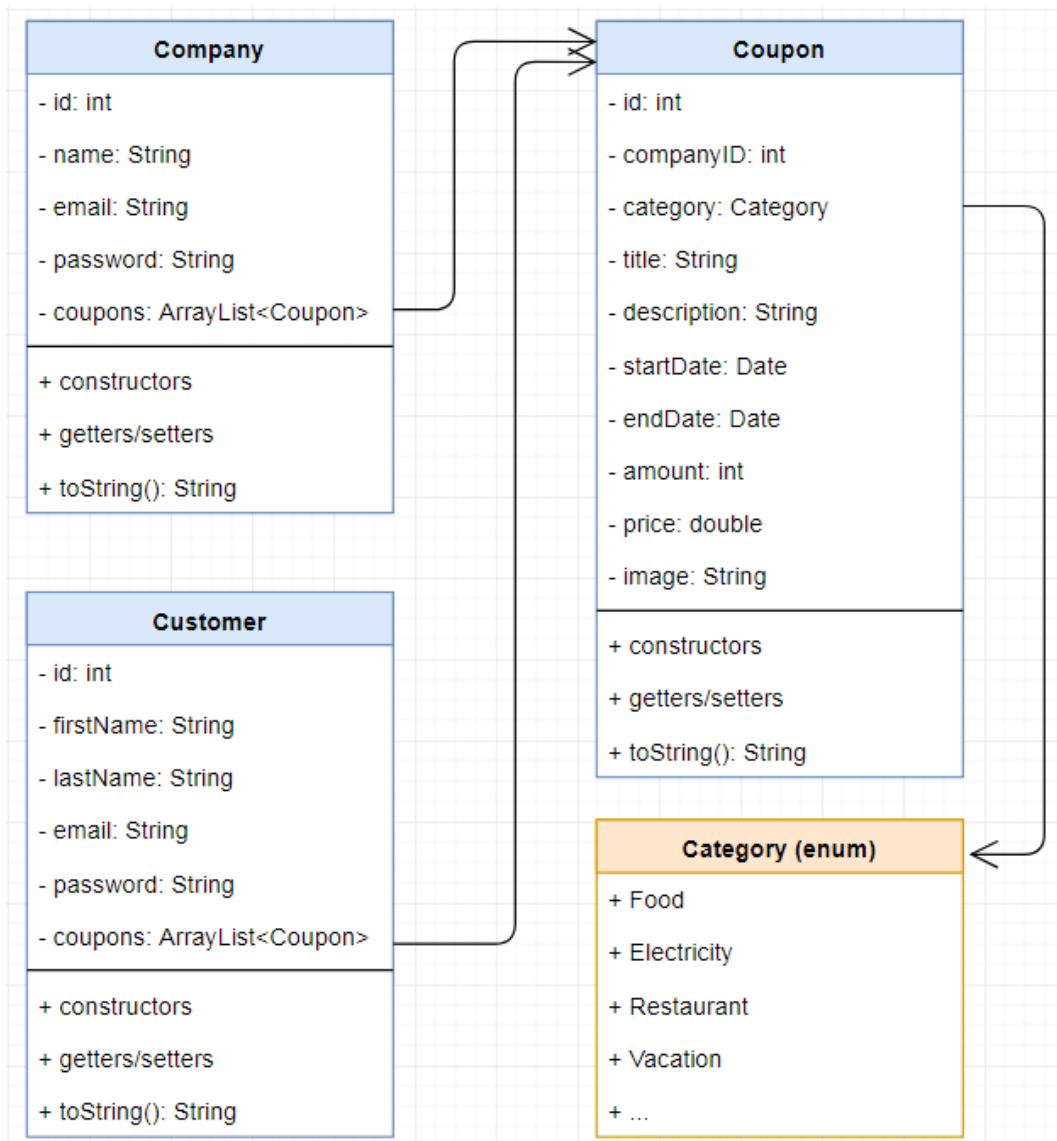 Company
- id: int
- name: String
- email: String
- password: String
- coupons: ArrayList<Coupon>
+ constructors
+ getters/setters
+ toString(): String
Customer
- id: int
- firstName: String
- lastName: String
- email: String
- password: String
- coupons: ArrayList<Coupon>
+ constructors
+ getters/setters
+ toString(): String
Coupon
- id: int
- companyID: int
- category: Category
- title: String
- description: String
- startDate: Date
- endDate: Date
- amount: int
- price: double
- image: String
+ constructors
+ getters/setters
+ toString(): String
Category (enum)
+ Food
+ Electricity
+ Restaurant
+ Vacation
+ ...